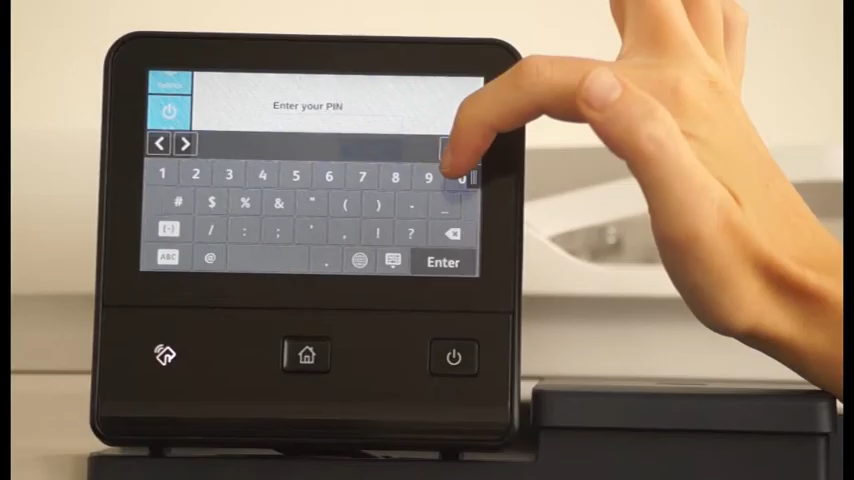 Enter your PIN
1 2 3 4 5 6 7 8 9
# $ % & " ( ) - _
{-} / : ; ' , ! ?
ABC @ . Enter